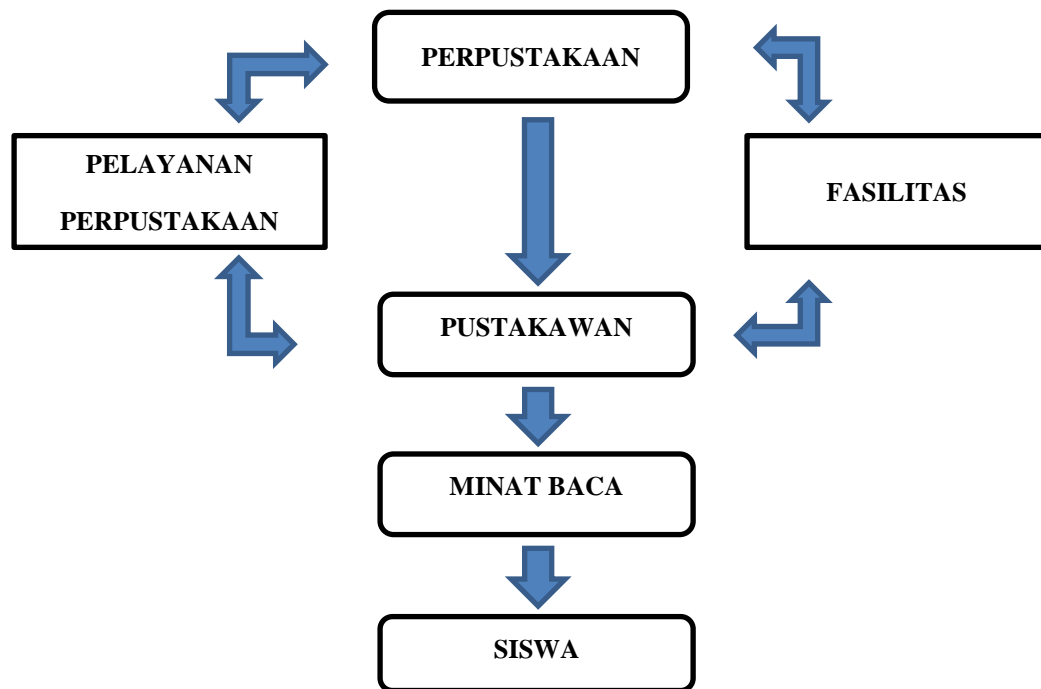 PERPUSTAKAAN
PELAYANAN
PERPUSTAKAAN
FASILITAS
PUSTAKAWAN
MINAT BACA
SISWA